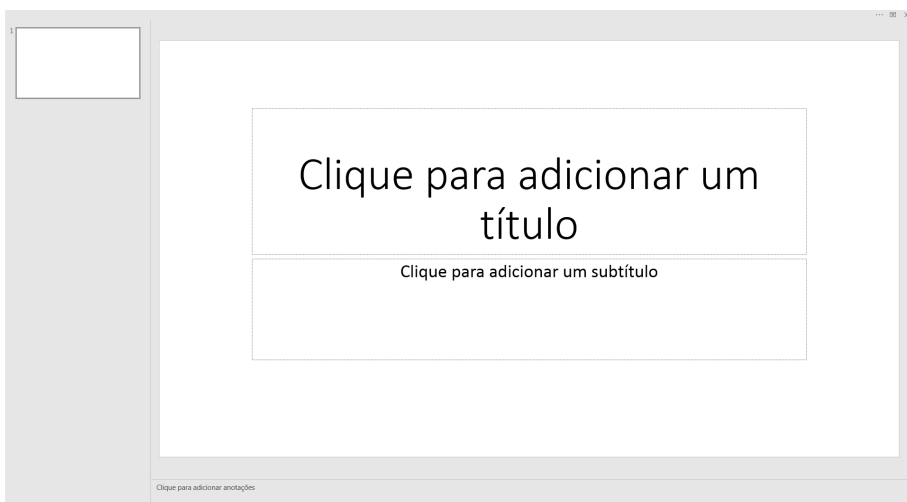 1
Clique para adicionar um
título
Clique para adicionar um subtítulo
Clique para adicionar anotações